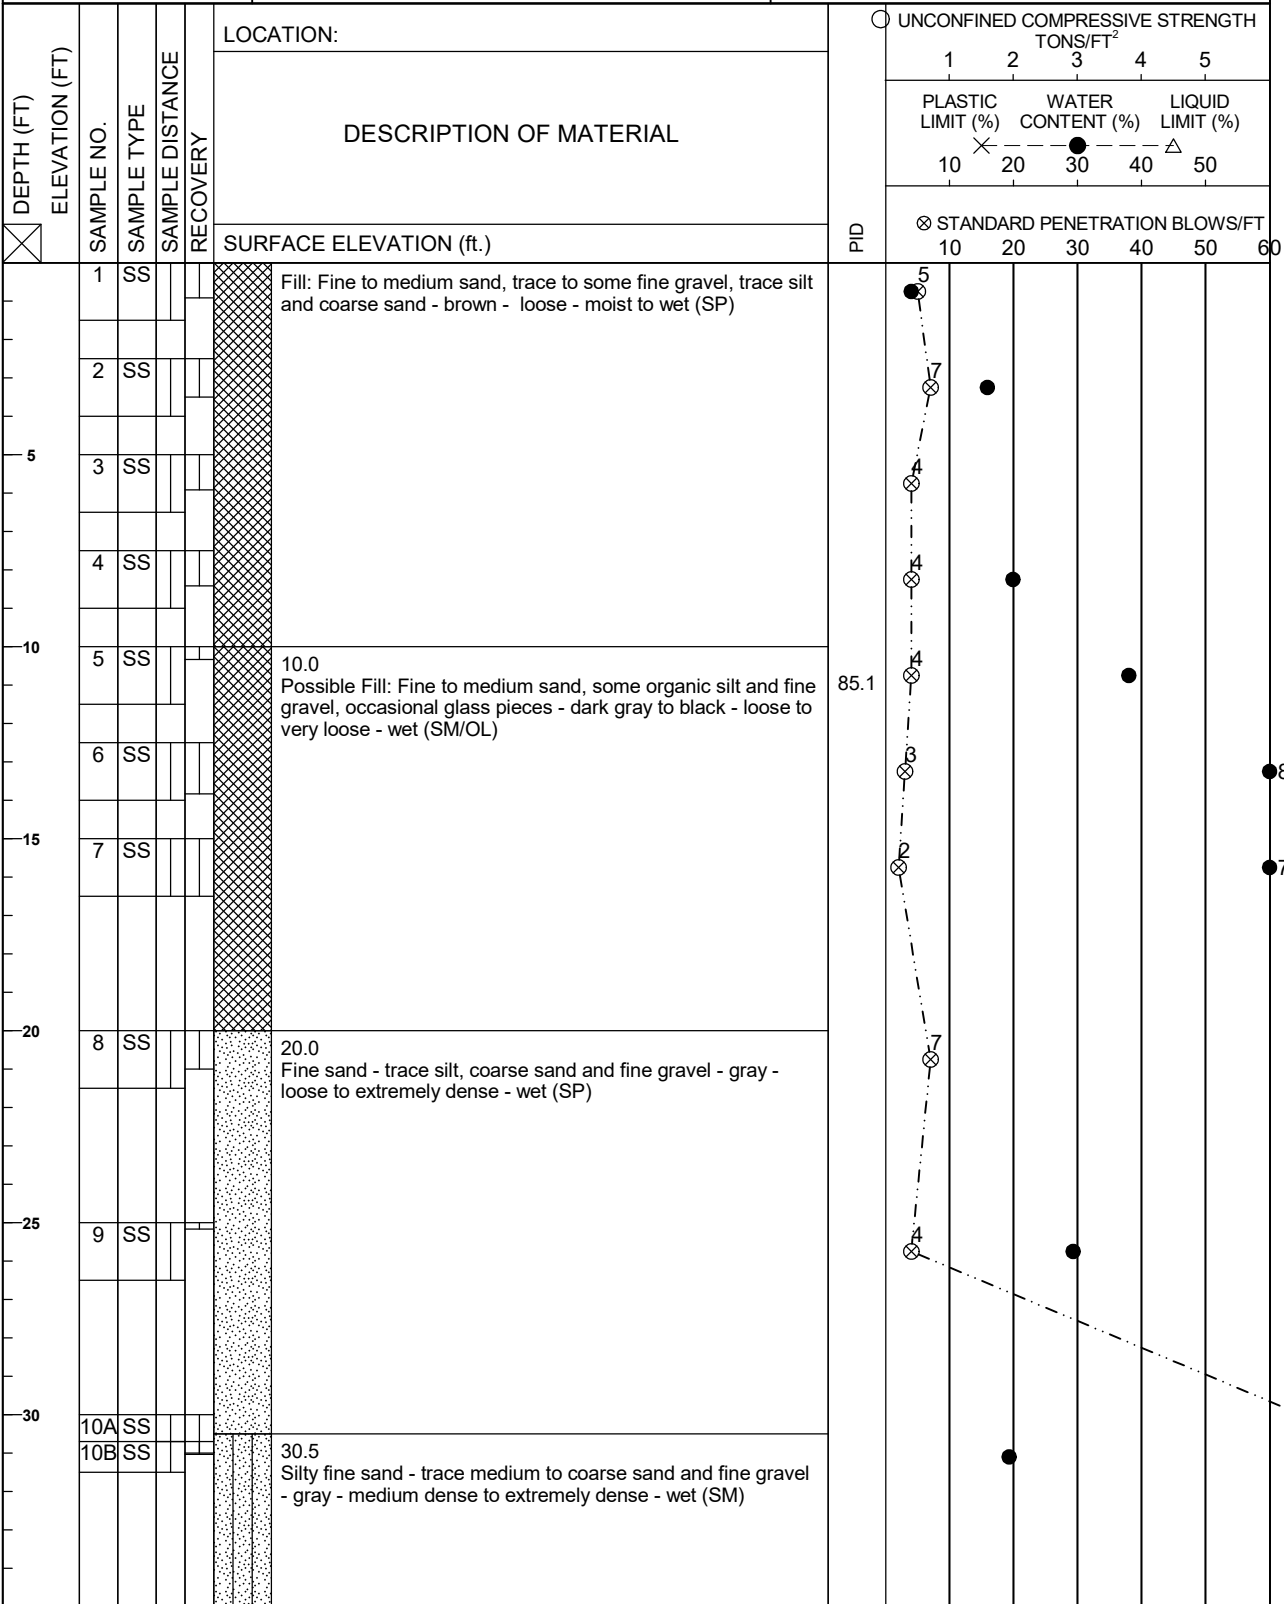 LOCATION:
DEPTH (FT)
ELEVATION (FT)
SAMPLE NO.
SAMPLE TYPE
SAMPLE DISTANCE
RECOVERY
DESCRIPTION OF MATERIAL
SURFACE ELEVATION (ft.)
PID
UNCONFINED COMPRESSIVE STRENGTH
TONS/FT²
1 2 3 4 5
PLASTIC WATER LIQUID
LIMIT (%) CONTENT (%) LIMIT (%)
10 20 30 40 50
STANDARD PENETRATION BLOWS/FT
10 20 30 40 50 60
1 SS
Fill: Fine to medium sand, trace to some fine gravel, trace silt
and coarse sand - brown - loose - moist to wet (SP)
5
2 SS
7
5
3 SS
4
4 SS
4
10
5 SS
10.0
Possible Fill: Fine to medium sand, some organic silt and fine
gravel, occasional glass pieces - dark gray to black - loose to
very loose - wet (SM/OL)
85.1
4
6 SS
3
15
7 SS
2
7
20
8 SS
20.0
Fine sand - trace silt, coarse sand and fine gravel - gray -
loose to extremely dense - wet (SP)
7
25
9 SS
4
30
10A SS
10B SS
30.5
Silty fine sand - trace medium to coarse sand and fine gravel
- gray - medium dense to extremely dense - wet (SM)